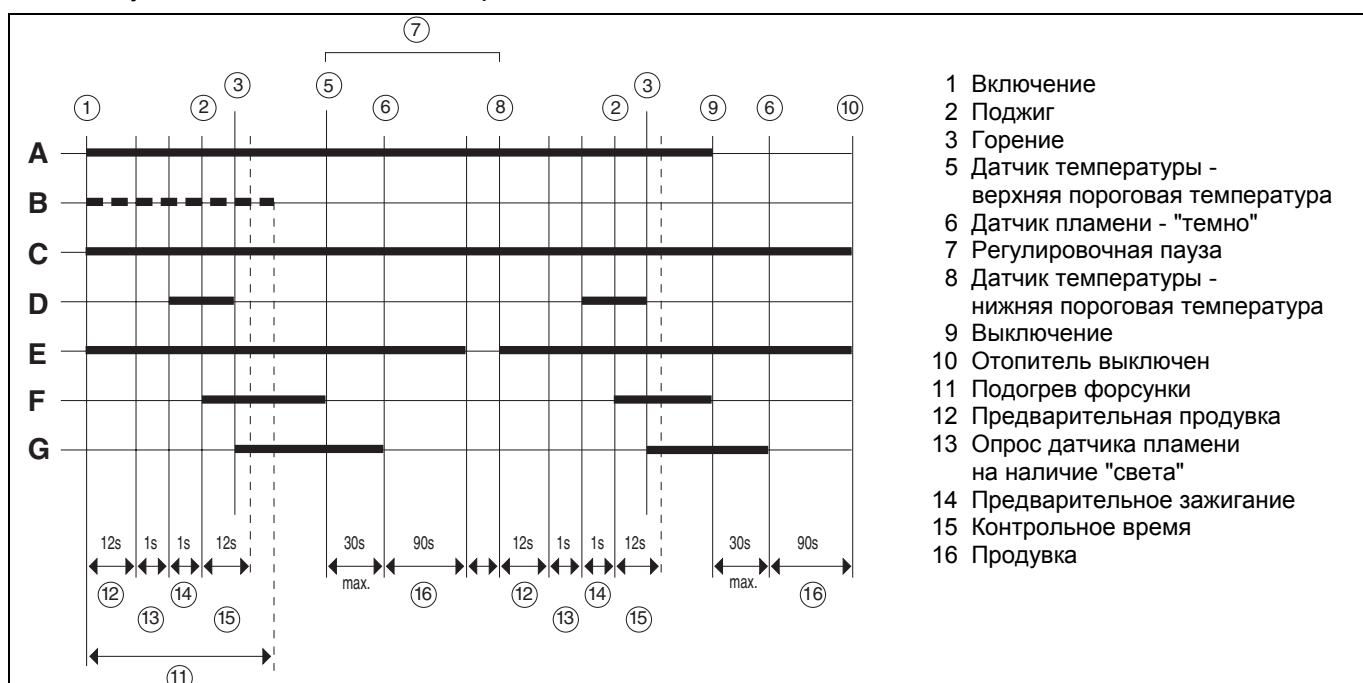 7
3 5 3
1 2 6 8 2 9 6 10
A
B
C
D
E
F
G
12s 1s 1s 12s 30s 90s 12s 1s 1s 12s 30s 90s
max. max.
12 14 16 12 14 16
13 15 13 15
11
1 Включение
2 Поджиг
3 Горение
5 Датчик температуры -
верхняя пороговая температура
6 Датчик пламени - "темно"
7 Регулировочная пауза
8 Датчик температуры -
нижняя пороговая температура
9 Выключение
10 Отопитель выключен
11 Подогрев форсунки
12 Предварительная продувка
13 Опрос датчика пламени
на наличие "света"
14 Предварительное зажигание
15 Контрольное время
16 Продувка